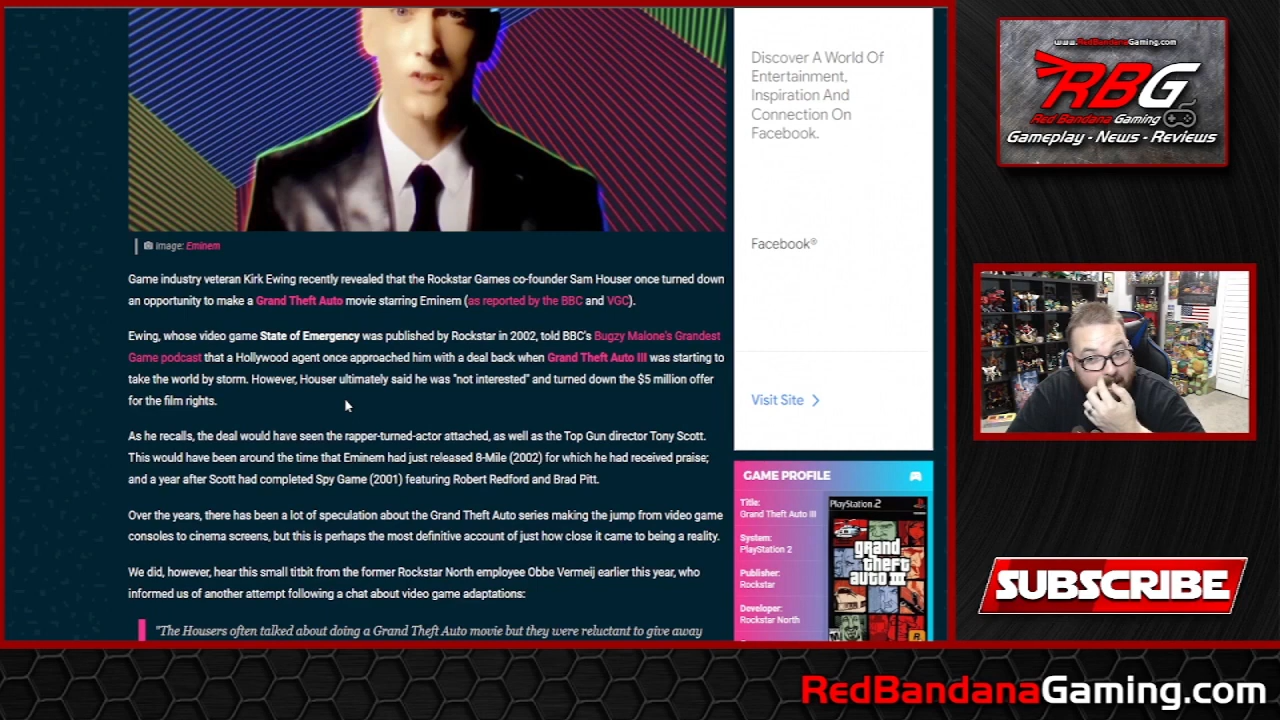 Image: Eminem
Game industry veteran Kirk Ewing recently revealed that the Rockstar Games co-founder Sam Houser once turned down
an opportunity to make a Grand Theft Auto movie starring Eminem (as reported by the BBC and VGC).
Ewing, whose video game State of Emergency was published by Rockstar in 2002, told BBC's Bugzy Malone's Grandest
Game podcast that a Hollywood agent once approached him with a deal back when Grand Theft Auto III was starting to
take the world by storm. However, Houser ultimately said he was "not interested" and turned down the $5 million offer
for the film rights.
As he recalls, the deal would have seen the rapper-turned-actor attached, as well as the Top Gun director Tony Scott.
This would have been around the time that Eminem had just released 8-Mile (2002) for which he had received praise;
and a year after Scott had completed Spy Game (2001) featuring Robert Redford and Brad Pitt.
Over the years, there has been a lot of speculation about the Grand Theft Auto series making the jump from video game
consoles to cinema screens, but this is perhaps the most definitive account of just how close it came to being a reality.
We did, however, hear this small titbit from the former Rockstar North employee Obbe Vermeij earlier this year, who
informed us of another attempt following a chat about video game adaptations:
"The Housers often talked about doing a Grand Theft Auto movie but they were reluctant to give away
Discover A World Of
Entertainment,
Inspiration And
Connection On
Facebook.
Facebook®
Visit Site
GAME PROFILE
Title:
Grand Theft Auto III
System:
PlayStation 2
Publisher:
Rockstar
Developer:
Rockstar North
PlayStation 2
grand
theft
auto III
R
www.RedBandanaGaming.com
RBG
Red Bandana Gaming
Gameplay - News - Reviews
SUBSCRIBE
RedBandanaGaming.com